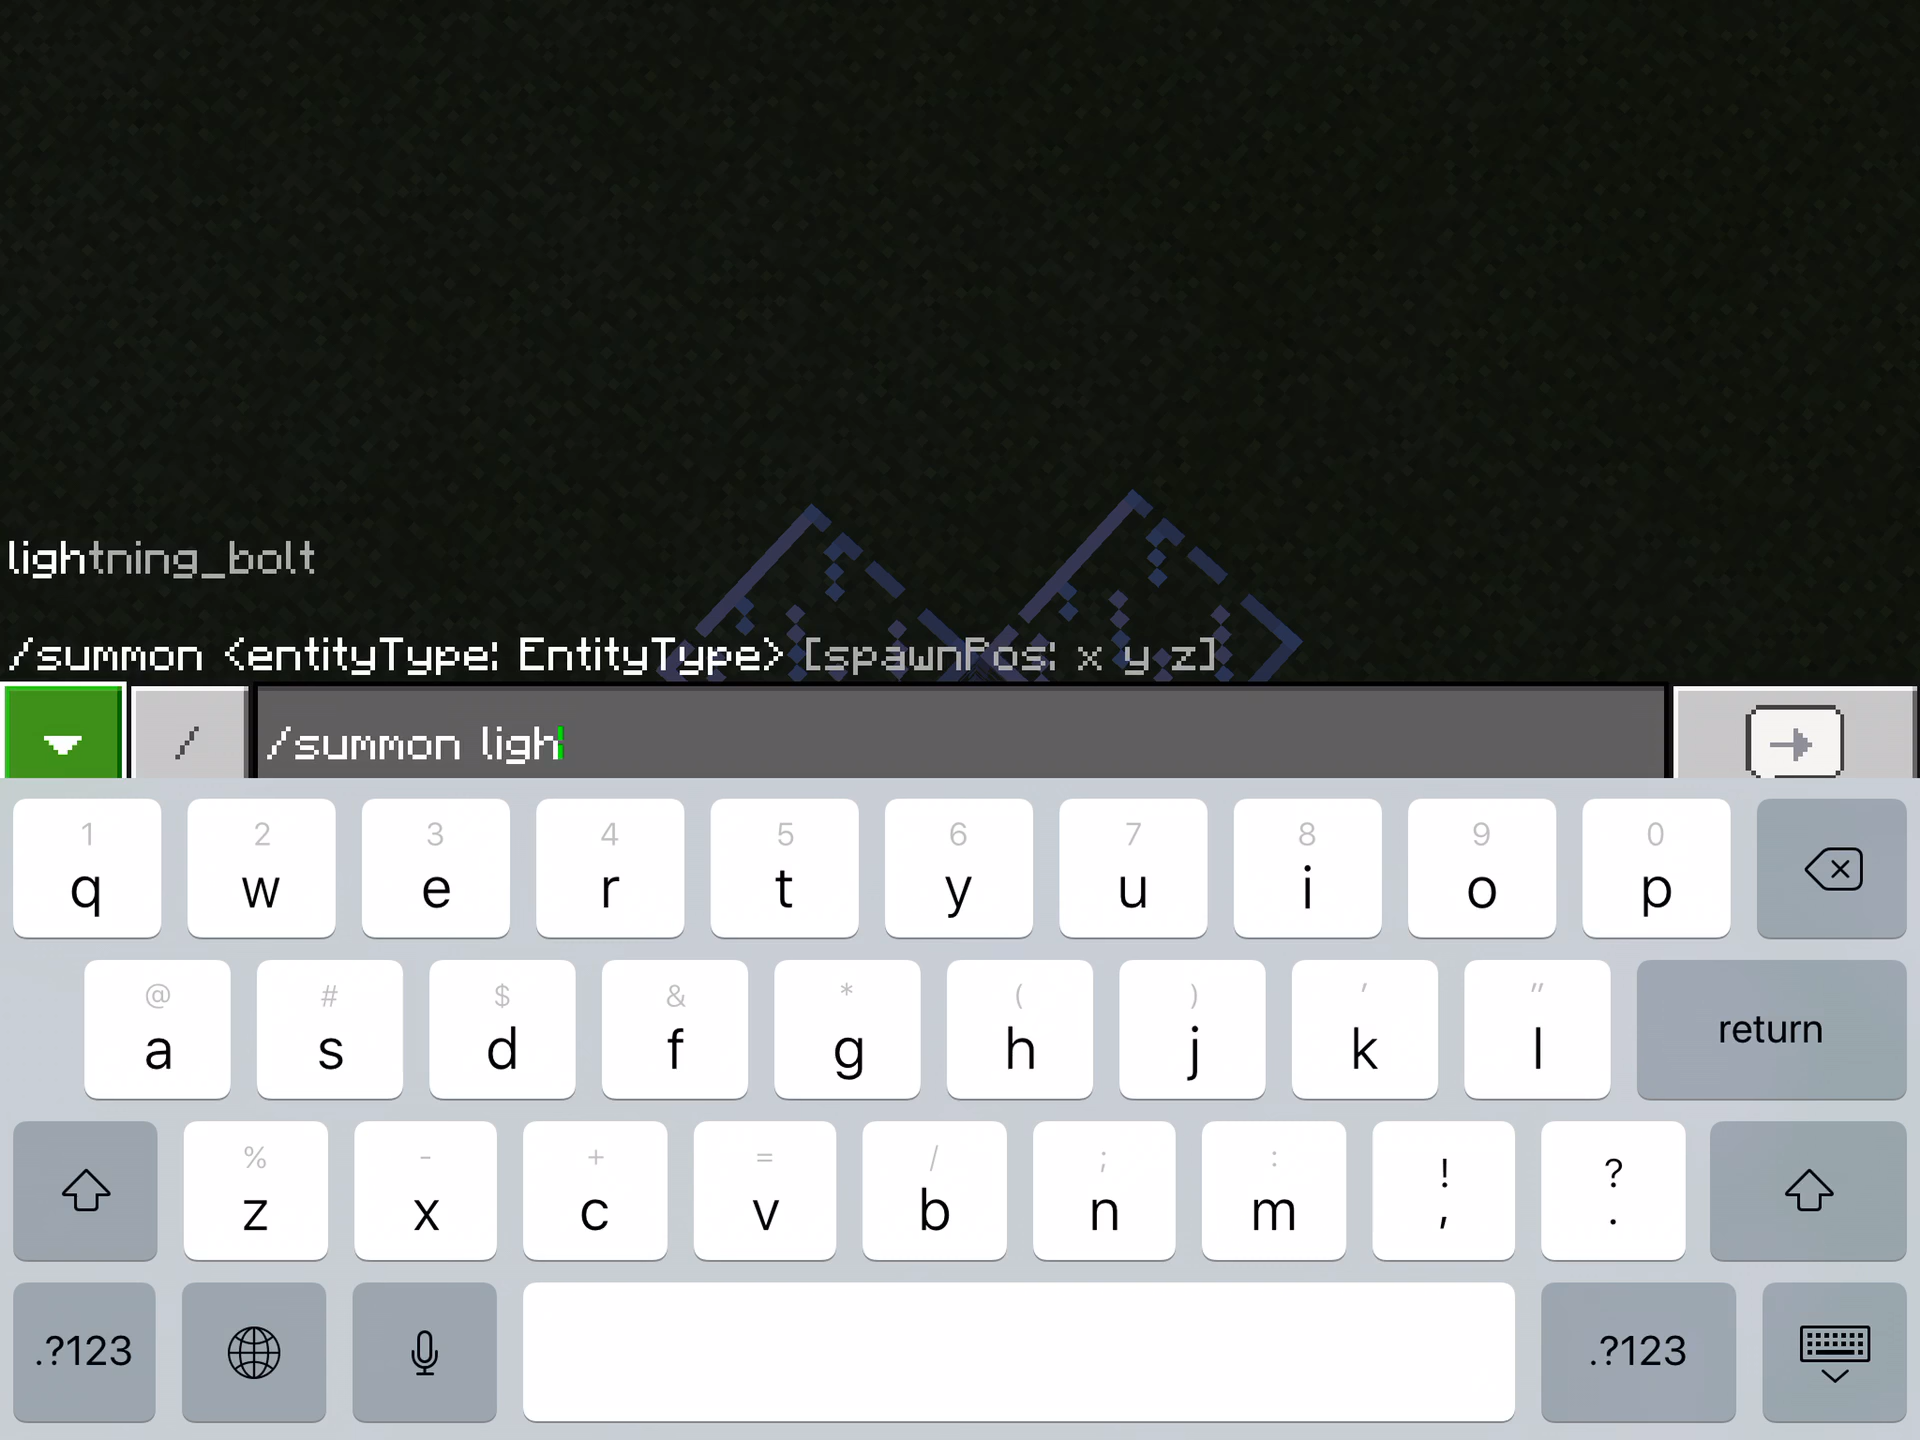 lightning_bolt
/summon <entityType: EntityType> [spawnPos: x y z]
/ /summon ligh
1 2 3 4 5 6 7 8 9 0
q w e r t y u i o p
@ # $ & * ( ) ' "
a s d f g h j k l return
% - + = / ; : ! ?
z x c v b n m , .
.?123 .?123